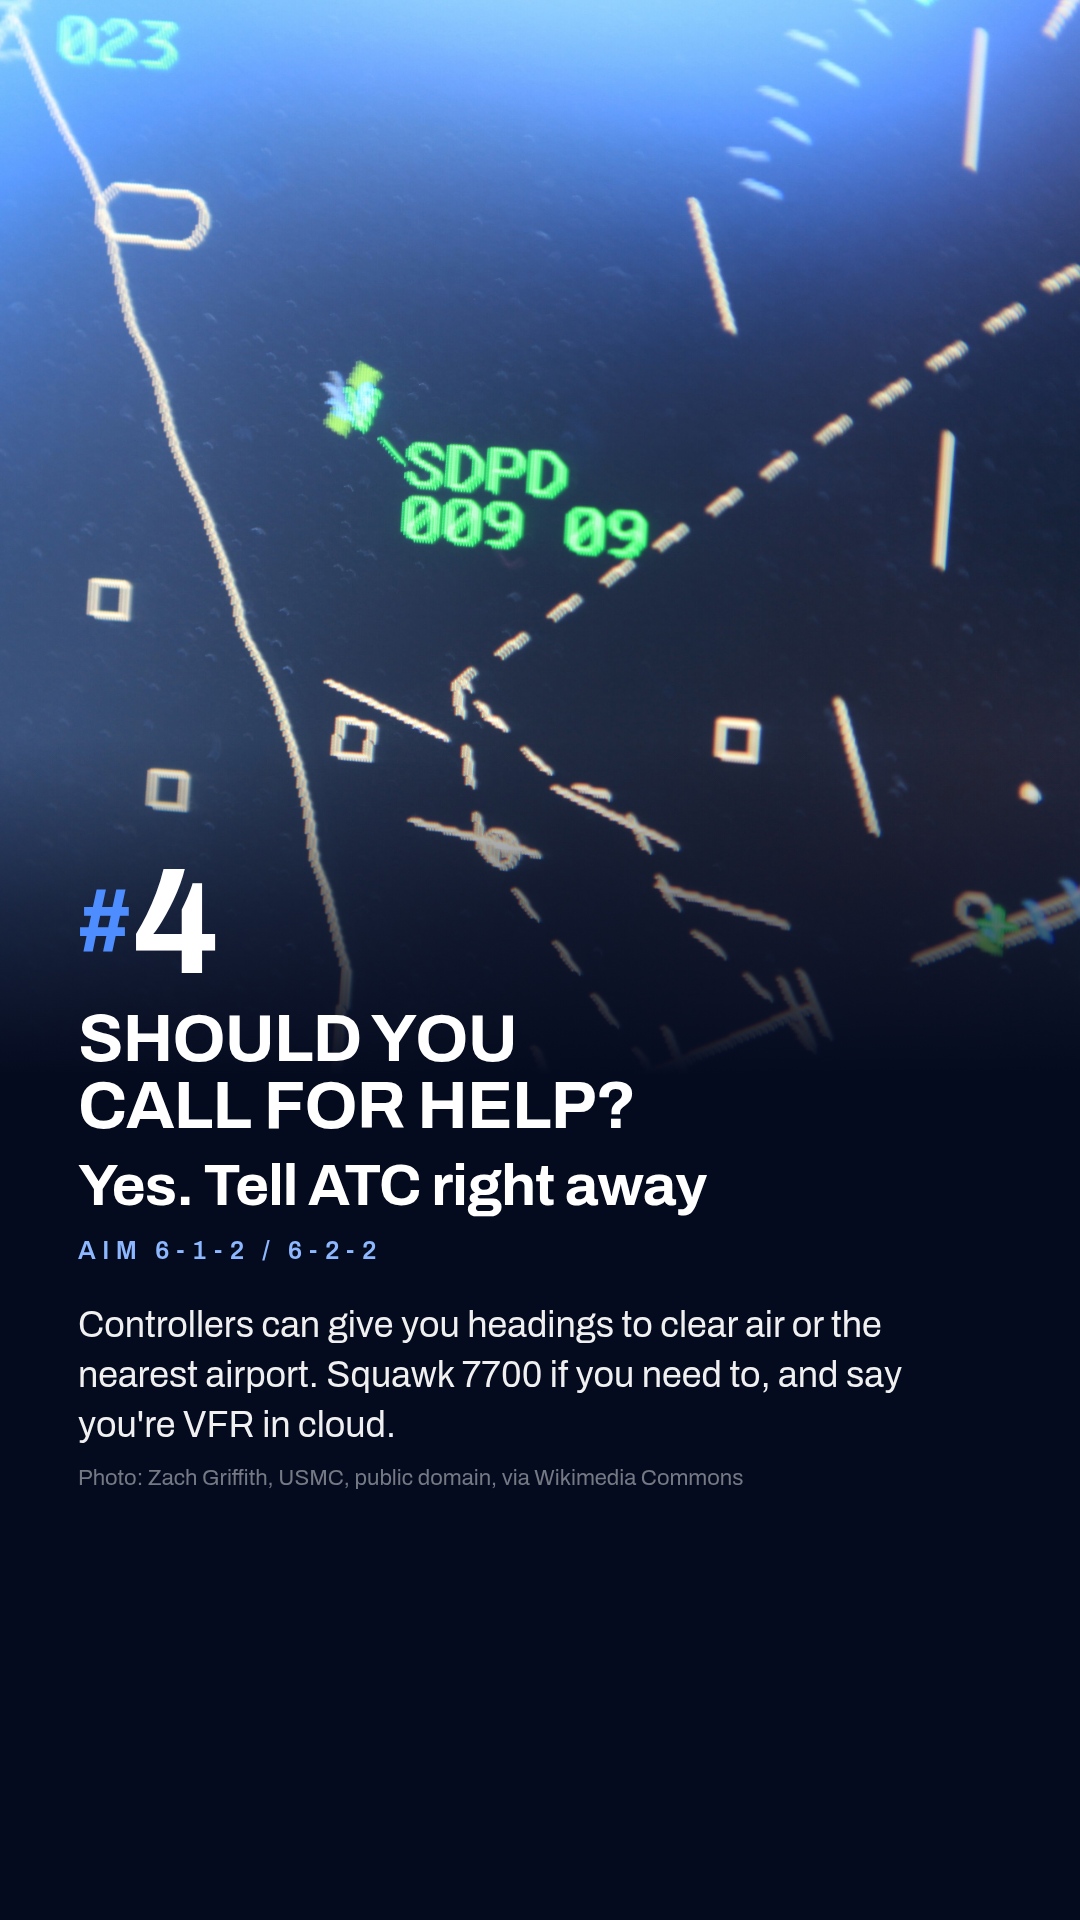 023
SDPD
009 09
#4
SHOULD YOU
CALL FOR HELP?
Yes. Tell ATC right away
AIM 6-1-2 / 6-2-2
Controllers can give you headings to clear air or the
nearest airport. Squawk 7700 if you need to, and say
you're VFR in cloud.
Photo: Zach Griffith, USMC, public domain, via Wikimedia Commons